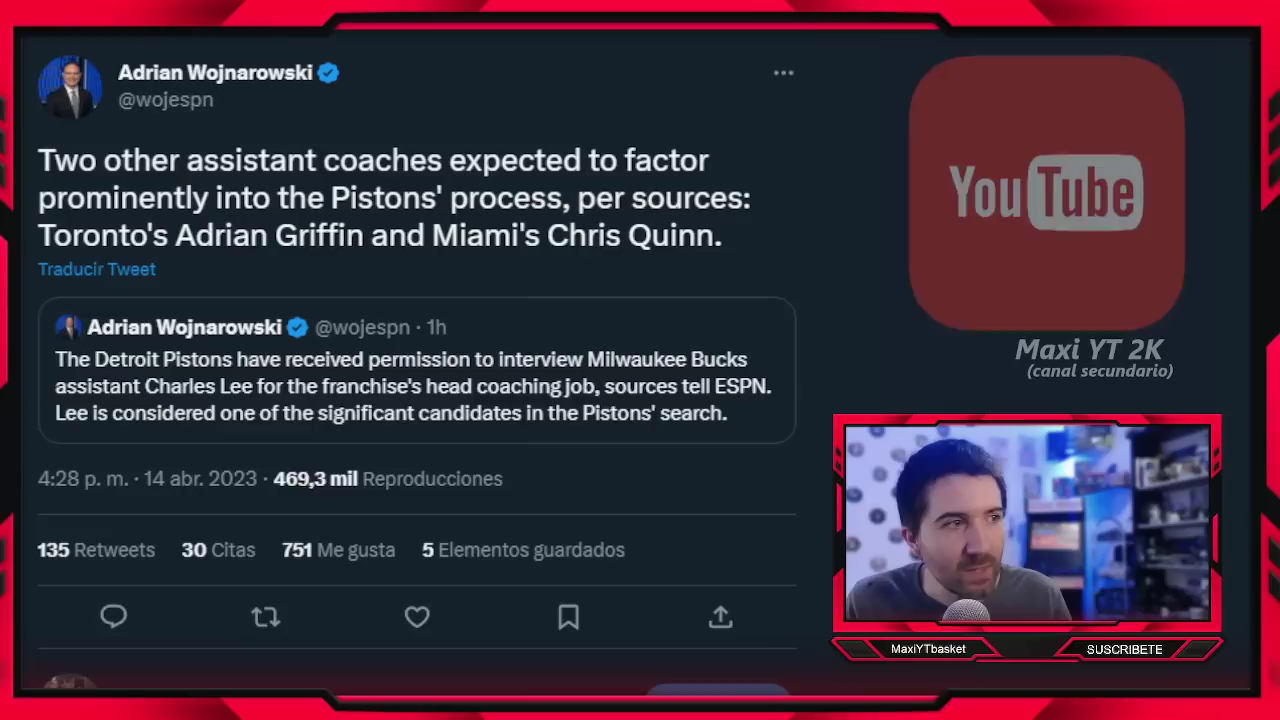 Adrian Wojnarowski
@wojespn
Two other assistant coaches expected to factor
prominently into the Pistons' process, per sources:
Toronto's Adrian Griffin and Miami's Chris Quinn.
Traducir Tweet
Adrian Wojnarowski @wojespn · 1h
The Detroit Pistons have received permission to interview Milwaukee Bucks
assistant Charles Lee for the franchise's head coaching job, sources tell ESPN.
Lee is considered one of the significant candidates in the Pistons' search.
4:28 p. m. · 14 abr. 2023 · 469,3 mil Reproducciones
135 Retweets 30 Citas 751 Me gusta 5 Elementos guardados
YouTube
Maxi YT 2K
(canal secundario)
MaxiYTbasket
SUSCRIBETE